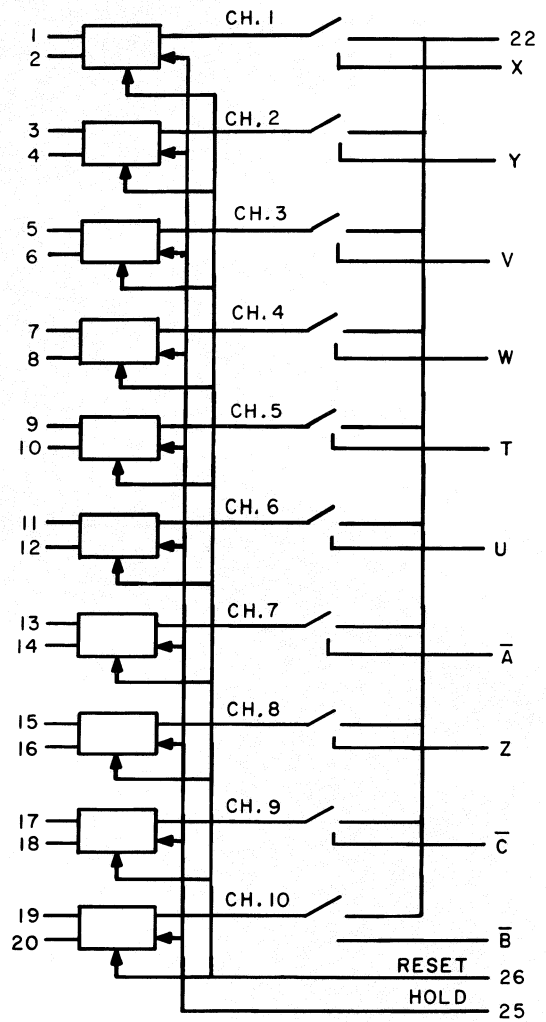 1 CH. 1 22
2 X
3 CH. 2
4 Y
5 CH. 3
6 V
7 CH. 4
8 W
9 CH. 5
10 T
11 CH. 6
12 U
13 CH. 7
14 A̅
15 CH. 8
16 Z
17 CH. 9
18 C̅
19 CH. 10
20 B̅
RESET 26
HOLD 25